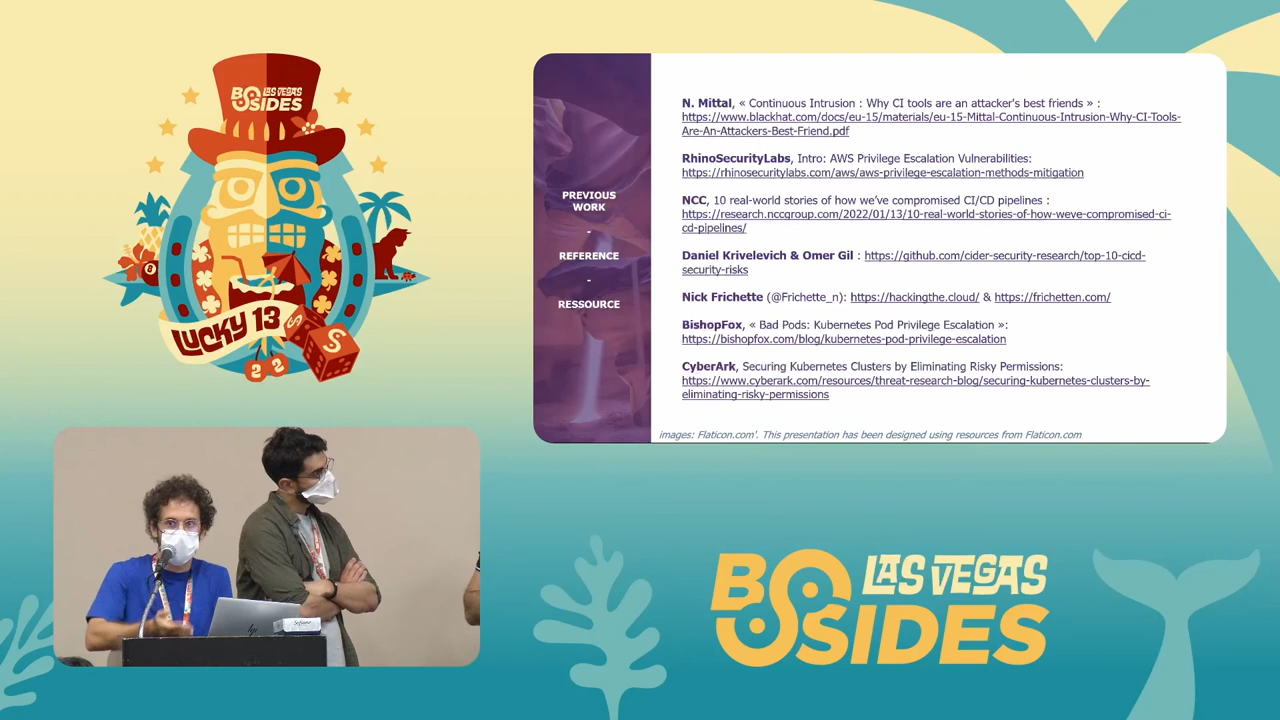 BSIDES LAS VEGAS
LUCKY 13
S
S
8
2 2
PREVIOUS
WORK
-
REFERENCE
-
RESSOURCE
N. Mittal, « Continuous Intrusion : Why CI tools are an attacker's best friends » :
https://www.blackhat.com/docs/eu-15/materials/eu-15-Mittal-Continuous-Intrusion-Why-CI-Tools-
Are-An-Attackers-Best-Friend.pdf
RhinoSecurityLabs, Intro: AWS Privilege Escalation Vulnerabilities:
https://rhinosecuritylabs.com/aws/aws-privilege-escalation-methods-mitigation
NCC, 10 real-world stories of how we've compromised CI/CD pipelines :
https://research.nccgroup.com/2022/01/13/10-real-world-stories-of-how-weve-compromised-ci-
cd-pipelines/
Daniel Krivelevich & Omer Gil : https://github.com/cider-security-research/top-10-cicd-
security-risks
Nick Frichette (@Frichette_n): https://hackingthe.cloud/ & https://frichetten.com/
BishopFox, « Bad Pods: Kubernetes Pod Privilege Escalation »:
https://bishopfox.com/blog/kubernetes-pod-privilege-escalation
CyberArk, Securing Kubernetes Clusters by Eliminating Risky Permissions:
https://www.cyberark.com/resources/threat-research-blog/securing-kubernetes-clusters-by-
eliminating-risky-permissions
images: Flaticon.com'. This presentation has been designed using resources from Flaticon.com
hp
BSIDES LAS VEGAS